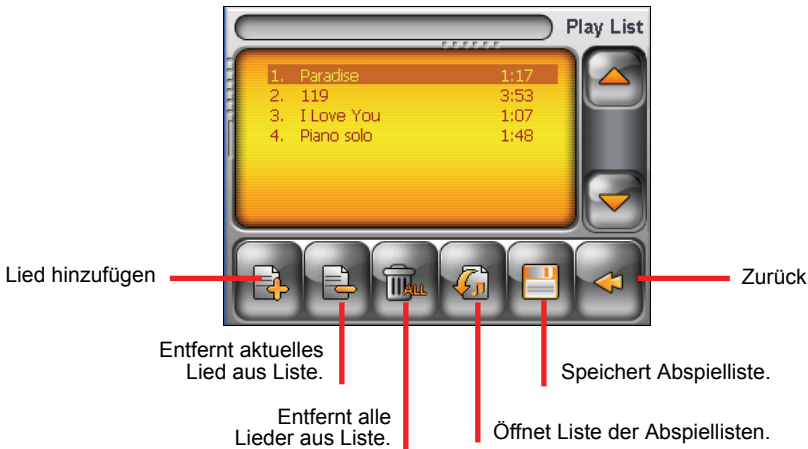 Play List
1. Paradise 1:17
2. 119 3:53
3. I Love You 1:07
4. Piano solo 1:48
ALL
Lied hinzufügen
Zurück
Entfernt aktuelles
Lied aus Liste.
Speichert Abspielliste.
Entfernt alle
Lieder aus Liste.
Öffnet Liste der Abspiellisten.